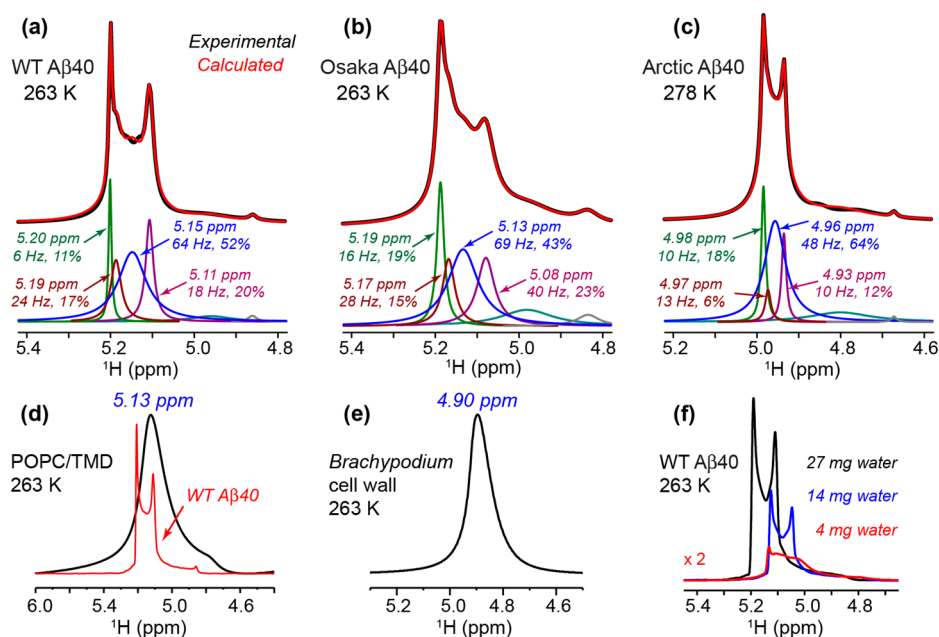 (a)
Experimental
Calculated
WT Aβ40
263 K
5.20 ppm
6 Hz, 11%
5.15 ppm
64 Hz, 52%
5.19 ppm
24 Hz, 17%
5.11 ppm
18 Hz, 20%
5.4 5.2 5.0 4.8
¹H (ppm)
(b)
Osaka Aβ40
263 K
5.19 ppm
16 Hz, 19%
5.13 ppm
69 Hz, 43%
5.17 ppm
28 Hz, 15%
5.08 ppm
40 Hz, 23%
5.4 5.2 5.0 4.8
¹H (ppm)
(c)
Arctic Aβ40
278 K
4.98 ppm
10 Hz, 18%
4.96 ppm
48 Hz, 64%
4.97 ppm
13 Hz, 6%
4.93 ppm
10 Hz, 12%
5.2 5.0 4.8 4.6
¹H (ppm)
(d)
5.13 ppm
POPC/TMD
263 K
WT Aβ40
6.0 5.6 5.2 4.8 4.4
¹H (ppm)
(e)
4.90 ppm
Brachypodium
cell wall
263 K
5.2 5.0 4.8 4.6
¹H (ppm)
(f)
WT Aβ40
263 K
27 mg water
14 mg water
4 mg water
x 2
5.4 5.2 5.0 4.8
¹H (ppm)